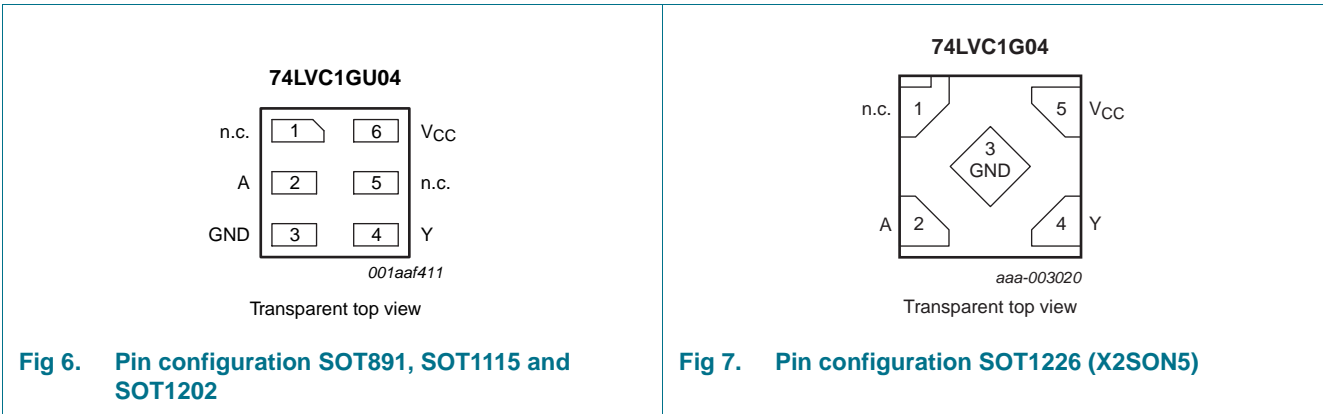 74LVC1GU04
n.c. 1 6 VCC
A 2 5 n.c.
GND 3 4 Y
001aaf411
Transparent top view
Fig 6. Pin configuration SOT891, SOT1115 and
SOT1202
74LVC1G04
n.c. 1 5 VCC
3
GND
A 2 4 Y
aaa-003020
Transparent top view
Fig 7. Pin configuration SOT1226 (X2SON5)